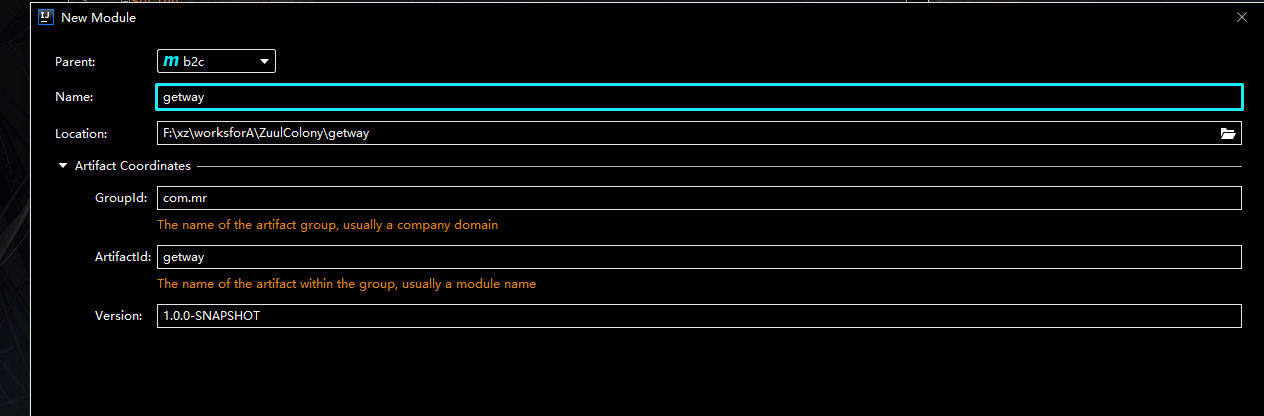 New Module
Parent: m b2c
Name: getway
Location: F:\xz\worksforA\ZuulColony\getway
Artifact Coordinates
GroupId: com.mr
The name of the artifact group, usually a company domain
ArtifactId: getway
The name of the artifact within the group, usually a module name
Version: 1.0.0-SNAPSHOT